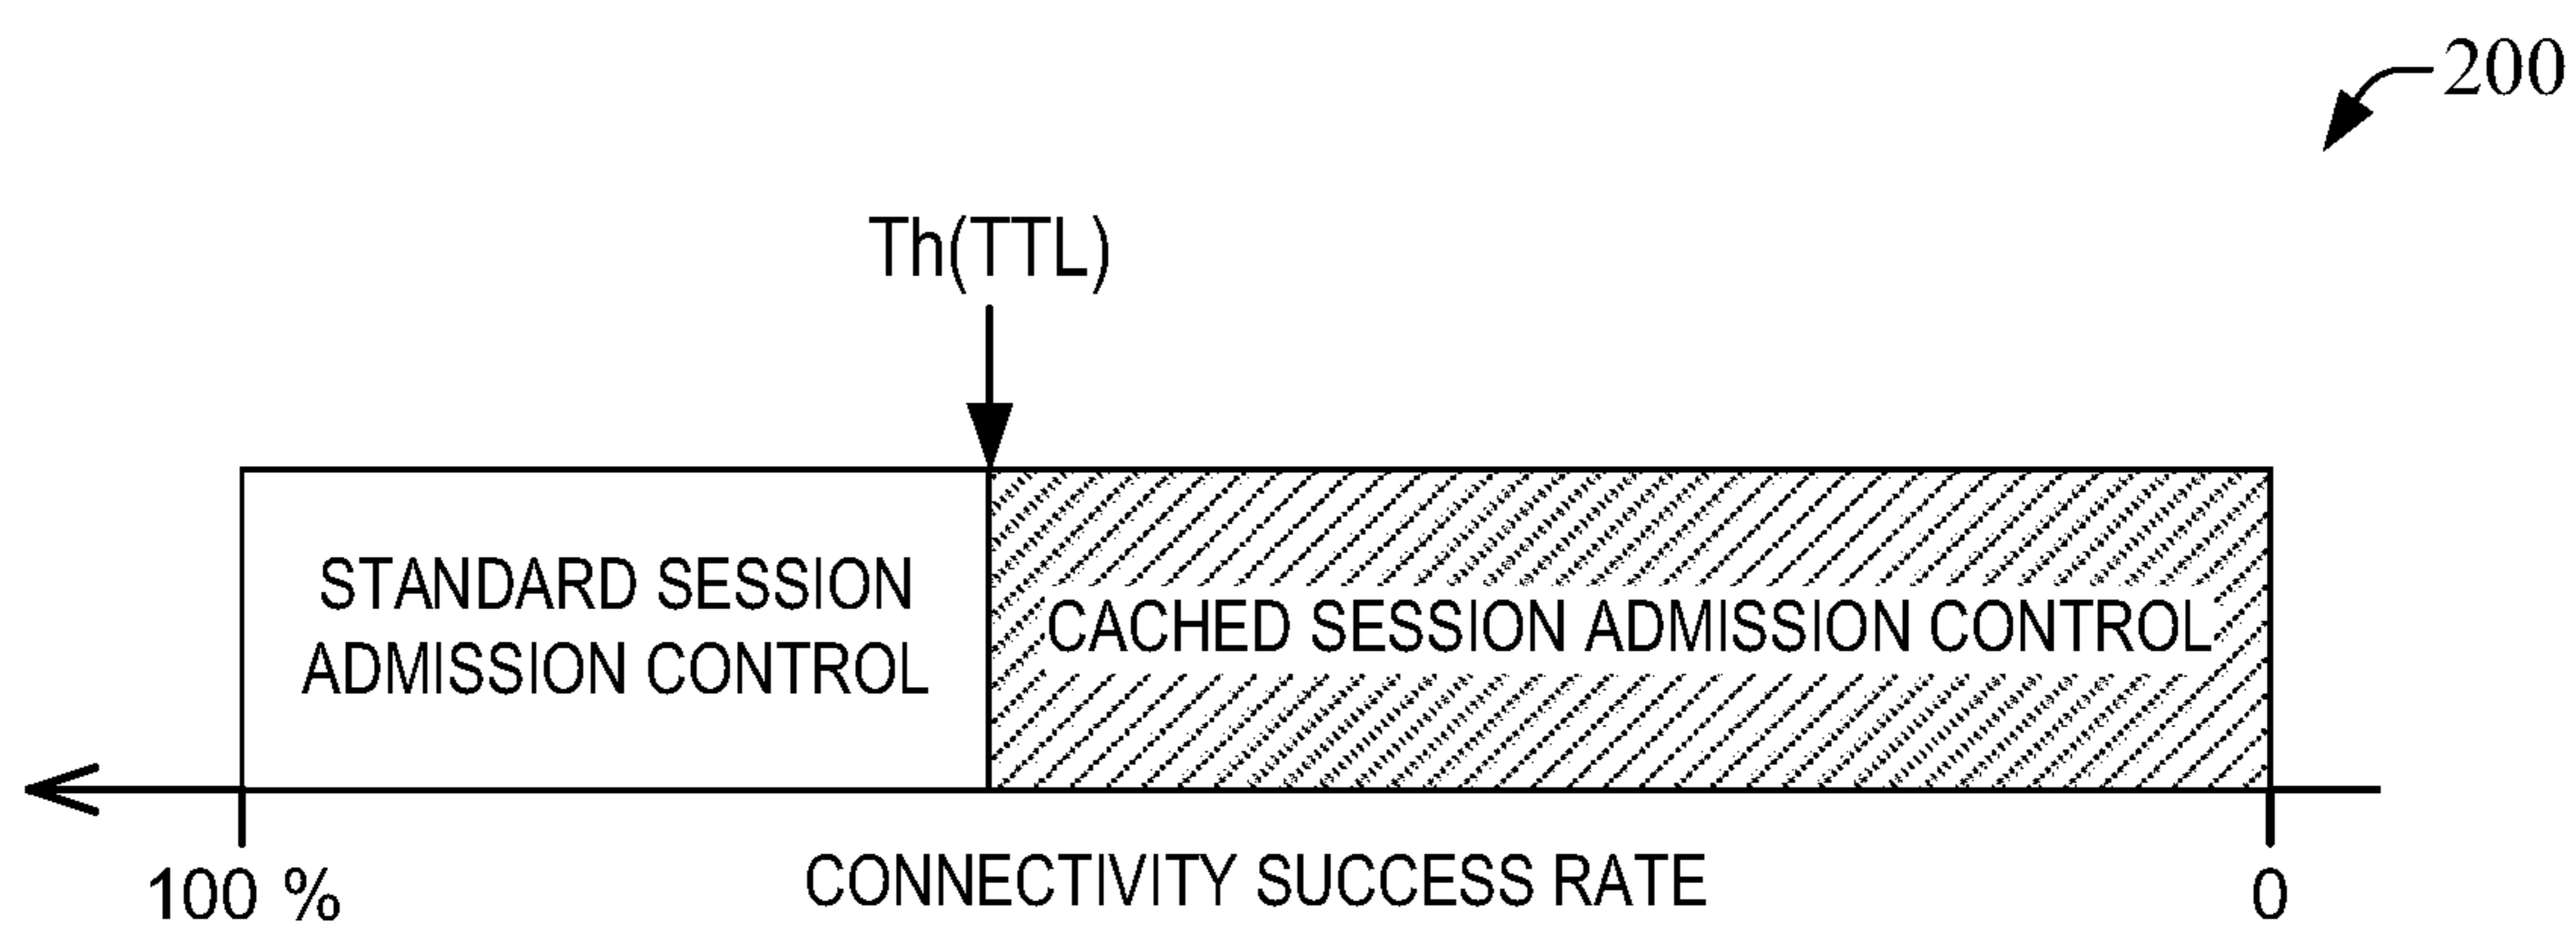 200
Th(TTL)
STANDARD SESSION
ADMISSION CONTROL
CACHED SESSION ADMISSION CONTROL
100 %
CONNECTIVITY SUCCESS RATE
0